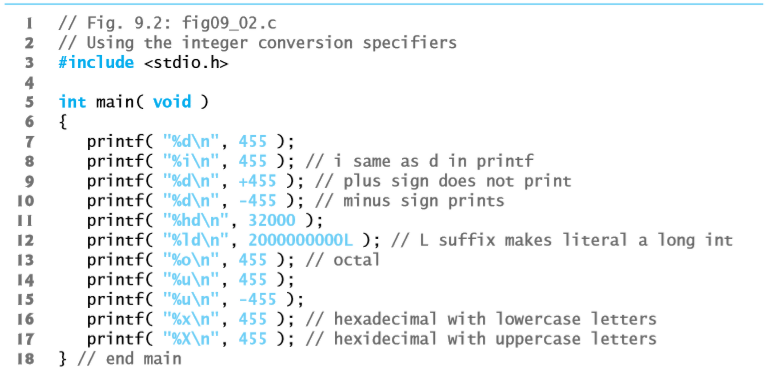 1 // Fig. 9.2: fig09_02.c
2 // Using the integer conversion specifiers
3 #include <stdio.h>
4
5 int main( void )
6 {
7    printf( "%d\n", 455 );
8    printf( "%i\n", 455 ); // i same as d in printf
9    printf( "%d\n", +455 ); // plus sign does not print
10    printf( "%d\n", -455 ); // minus sign prints
11    printf( "%hd\n", 32000 );
12    printf( "%ld\n", 2000000000L ); // L suffix makes literal a long int
13    printf( "%o\n", 455 ); // octal
14    printf( "%u\n", 455 );
15    printf( "%u\n", -455 );
16    printf( "%x\n", 455 ); // hexadecimal with lowercase letters
17    printf( "%X\n", 455 ); // hexidecimal with uppercase letters
18 } // end main